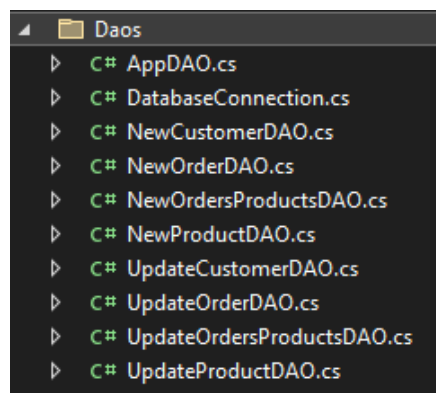 Daos
C# AppDAO.cs
C# DatabaseConnection.cs
C# NewCustomerDAO.cs
C# NewOrderDAO.cs
C# NewOrdersProductsDAO.cs
C# NewProductDAO.cs
C# UpdateCustomerDAO.cs
C# UpdateOrderDAO.cs
C# UpdateOrdersProductsDAO.cs
C# UpdateProductDAO.cs